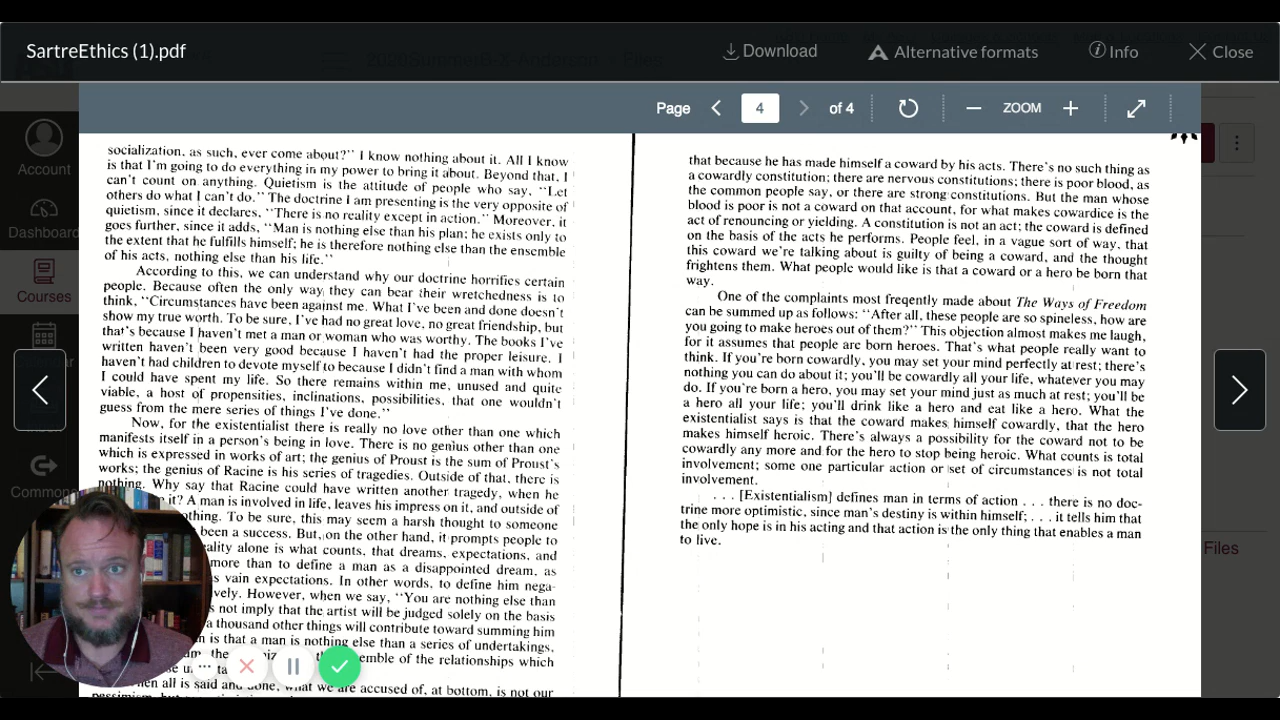 SartreEthics (1).pdf
Download
Alternative formats
Info
Close
Page
4
of 4
ZOOM
Account
Dashboard
Courses
Commons
Files
socialization, as such, ever come about?" I know nothing about it. All I know
is that I'm going to do everything in my power to bring it about. Beyond that, I
can't count on anything. Quietism is the attitude of people who say, "Let
others do what I can't do." The doctrine I am presenting is the very opposite of
quietism, since it declares, "There is no reality except in action." Moreover, it
goes further, since it adds, "Man is nothing else than his plan; he exists only to
the extent that he fulfills himself; he is therefore nothing else than the ensemble
of his acts, nothing else than his life."
According to this, we can understand why our doctrine horrifies certain
people. Because often the only way they can bear their wretchedness is to
think, "Circumstances have been against me. What I've been and done doesn't
show my true worth. To be sure, I've had no great love, no great friendship, but
that's because I haven't met a man or woman who was worthy. The books I've
written haven't been very good because I haven't had the proper leisure. I
haven't had children to devote myself to because I didn't find a man with whom
I could have spent my life. So there remains within me, unused and quite
viable, a host of propensities, inclinations, possibilities, that one wouldn't
guess from the mere series of things I've done."
Now, for the existentialist there is really no love other than one which
manifests itself in a person's being in love. There is no genius other than one
which is expressed in works of art; the genius of Proust is the sum of Proust's
works; the genius of Racine is his series of tragedies. Outside of that, there is
nothing. Why say that Racine could have written another tragedy, when he
it? A man is involved in life, leaves his impress on it, and outside of
othing. To be sure, this may seem a harsh thought to someone
been a success. But, on the other hand, it prompts people to
ality alone is what counts, that dreams, expectations, and
more than to define a man as a disappointed dream, as
s vain expectations. In other words, to define him nega-
vely. However, when we say, "You are nothing else than
s not imply that the artist will be judged solely on the basis
a thousand other things will contribute toward summing him
n is that a man is nothing else than a series of undertakings,
emble of the relationships which
hen all is said and done, what we are accused of, at bottom, is not our
that because he has made himself a coward by his acts. There's no such thing as
a cowardly constitution; there are nervous constitutions; there is poor blood, as
the common people say, or there are strong constitutions. But the man whose
blood is poor is not a coward on that account, for what makes cowardice is the
act of renouncing or yielding. A constitution is not an act; the coward is defined
on the basis of the acts he performs. People feel, in a vague sort of way, that
this coward we're talking about is guilty of being a coward, and the thought
frightens them. What people would like is that a coward or a hero be born that
way.
One of the complaints most freqently made about The Ways of Freedom
can be summed up as follows: "After all, these people are so spineless, how are
you going to make heroes out of them?" This objection almost makes me laugh,
for it assumes that people are born heroes. That's what people really want to
think. If you're born cowardly, you may set your mind perfectly at rest; there's
nothing you can do about it; you'll be cowardly all your life, whatever you may
do. If you're born a hero, you may set your mind just as much at rest; you'll be
a hero all your life; you'll drink like a hero and eat like a hero. What the
existentialist says is that the coward makes himself cowardly, that the hero
makes himself heroic. There's always a possibility for the coward not to be
cowardly any more and for the hero to stop being heroic. What counts is total
involvement; some one particular action or set of circumstances is not total
involvement.
. . . [Existentialism] defines man in terms of action . . . there is no doc-
trine more optimistic, since man's destiny is within himself; . . . it tells him that
the only hope is in his acting and that action is the only thing that enables a man
to live.